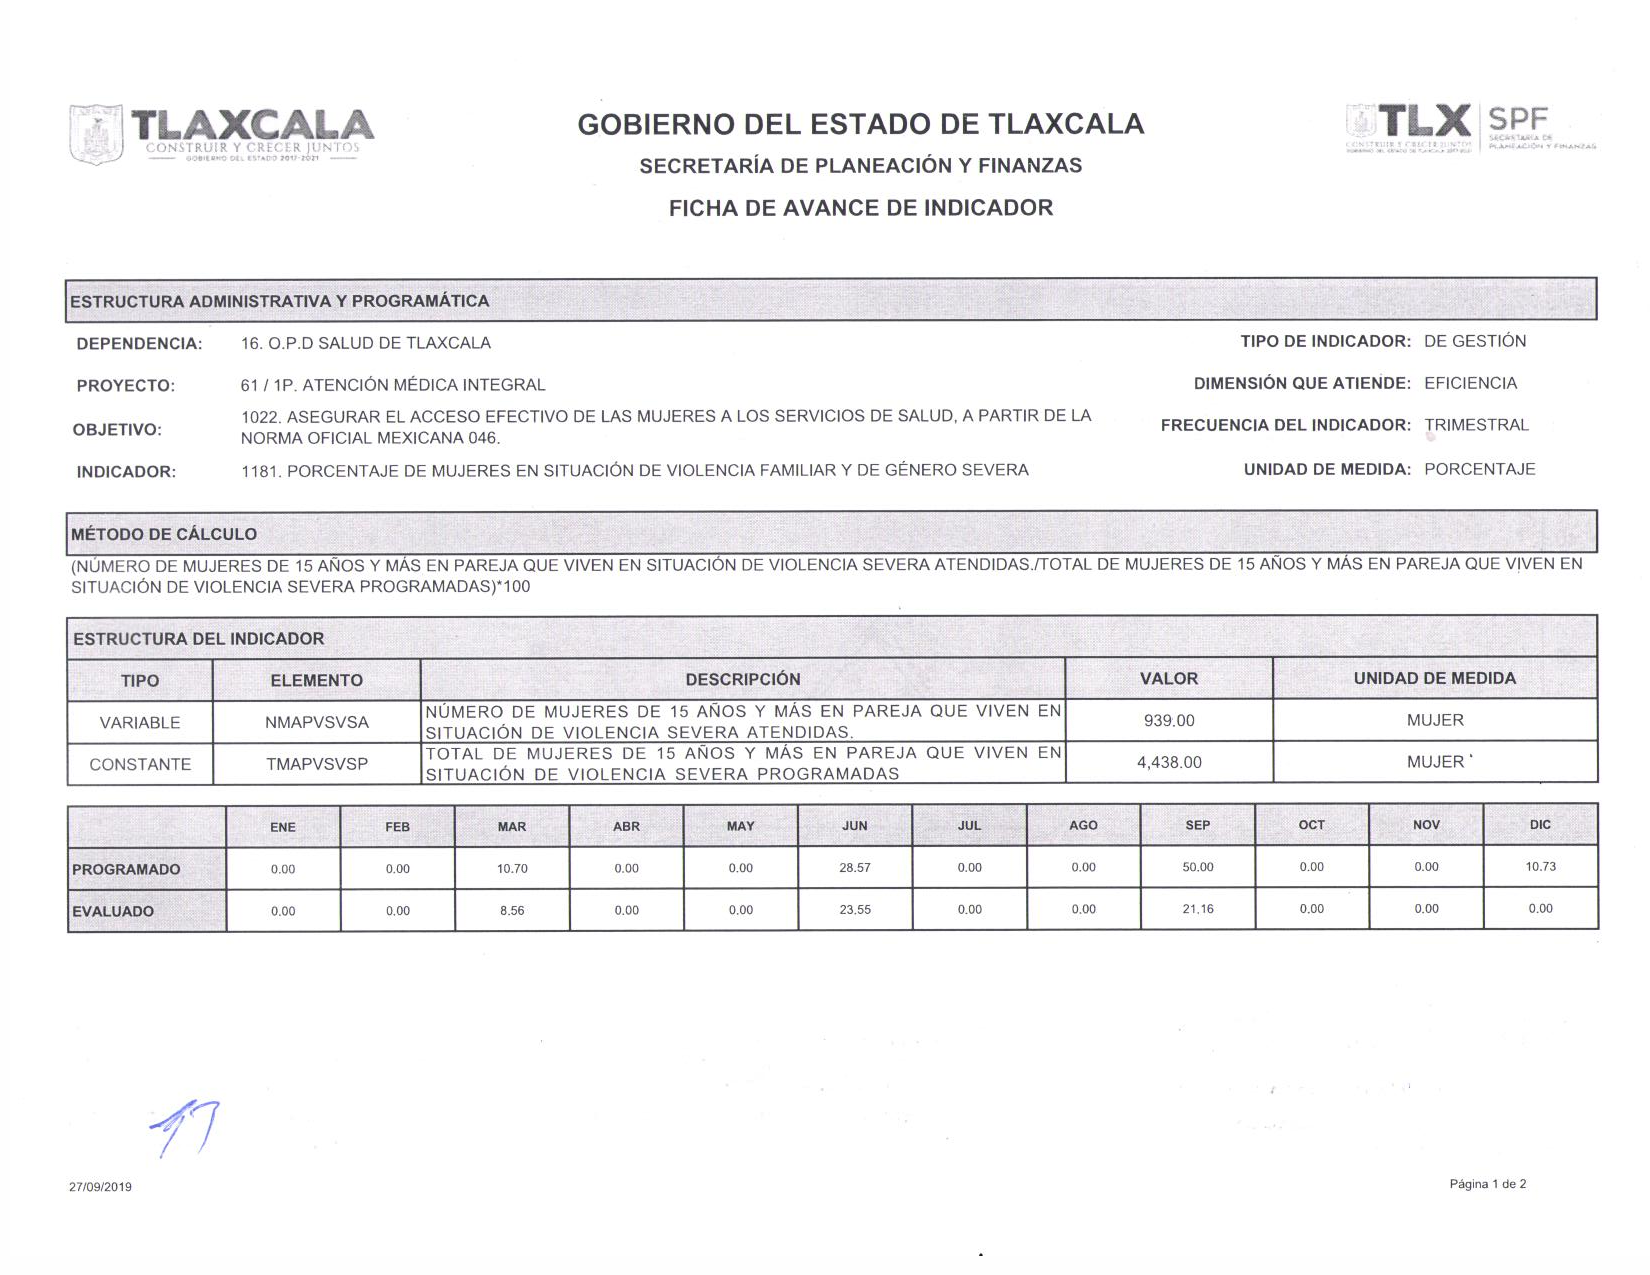 TLAXCALA
CONSTRUIR Y CRECER JUNTOS
GOBIERNO DEL ESTADO 2017-2021
GOBIERNO DEL ESTADO DE TLAXCALA
SECRETARÍA DE PLANEACIÓN Y FINANZAS
FICHA DE AVANCE DE INDICADOR
TLX SPF
CONSTRUIR Y CRECER JUNTOS
SECRETARÍA DE
PLANEACIÓN Y FINANZAS
ESTRUCTURA ADMINISTRATIVA Y PROGRAMÁTICA
DEPENDENCIA: 16. O.P.D SALUD DE TLAXCALA TIPO DE INDICADOR: DE GESTIÓN
PROYECTO: 61 / 1P. ATENCIÓN MÉDICA INTEGRAL DIMENSIÓN QUE ATIENDE: EFICIENCIA
OBJETIVO: 1022. ASEGURAR EL ACCESO EFECTIVO DE LAS MUJERES A LOS SERVICIOS DE SALUD, A PARTIR DE LA
NORMA OFICIAL MEXICANA 046.
FRECUENCIA DEL INDICADOR: TRIMESTRAL
INDICADOR: 1181. PORCENTAJE DE MUJERES EN SITUACIÓN DE VIOLENCIA FAMILIAR Y DE GÉNERO SEVERA UNIDAD DE MEDIDA: PORCENTAJE
MÉTODO DE CÁLCULO
(NÚMERO DE MUJERES DE 15 AÑOS Y MÁS EN PAREJA QUE VIVEN EN SITUACIÓN DE VIOLENCIA SEVERA ATENDIDAS./TOTAL DE MUJERES DE 15 AÑOS Y MÁS EN PAREJA QUE VIVEN EN
SITUACIÓN DE VIOLENCIA SEVERA PROGRAMADAS)*100
ESTRUCTURA DEL INDICADOR
TIPO ELEMENTO DESCRIPCIÓN VALOR UNIDAD DE MEDIDA
VARIABLE NMAPVSVSA NÚMERO DE MUJERES DE 15 AÑOS Y MÁS EN PAREJA QUE VIVEN EN
SITUACIÓN DE VIOLENCIA SEVERA ATENDIDAS. 939.00 MUJER
CONSTANTE TMAPVSVSP TOTAL DE MUJERES DE 15 AÑOS Y MÁS EN PAREJA QUE VIVEN EN
SITUACIÓN DE VIOLENCIA SEVERA PROGRAMADAS 4,438.00 MUJER
ENE FEB MAR ABR MAY JUN JUL AGO SEP OCT NOV DIC
PROGRAMADO 0.00 0.00 10.70 0.00 0.00 28.57 0.00 0.00 50.00 0.00 0.00 10.73
EVALUADO 0.00 0.00 8.56 0.00 0.00 23.55 0.00 0.00 21.16 0.00 0.00 0.00
27/09/2019 Página 1 de 2